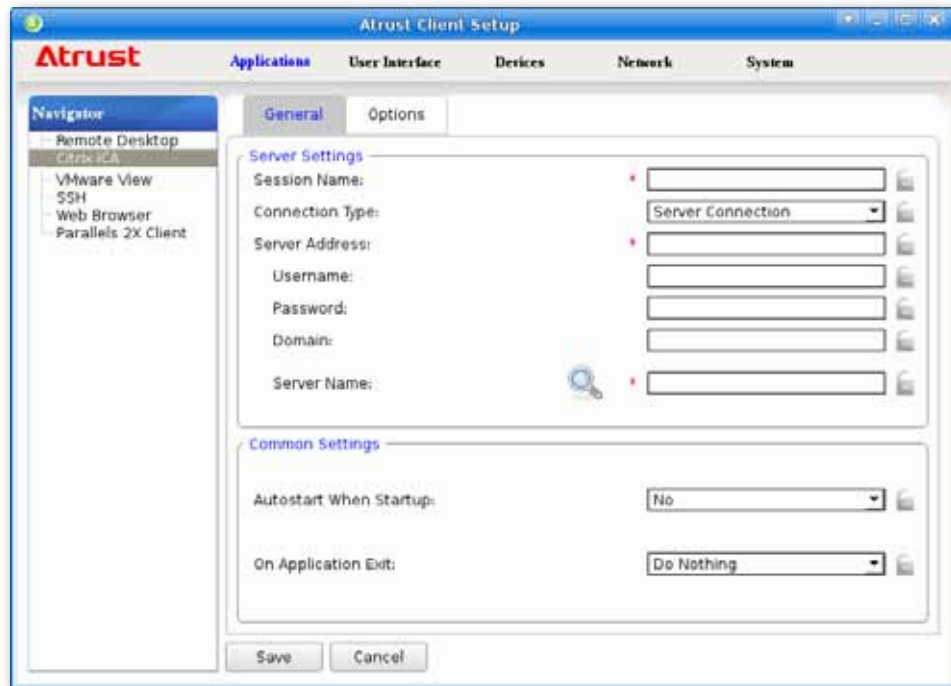 Atrust Client Setup
Atrust
Applications User Interface Devices Network System
Navigator
Remote Desktop
Citrix ICA
VMware View
SSH
Web Browser
Parallels 2X Client
General Options
Server Settings
Session Name: *
Connection Type: Server Connection
Server Address: *
Username:
Password:
Domain:
Server Name: *
Common Settings
Autostart When Startup: No
On Application Exit: Do Nothing
Save Cancel